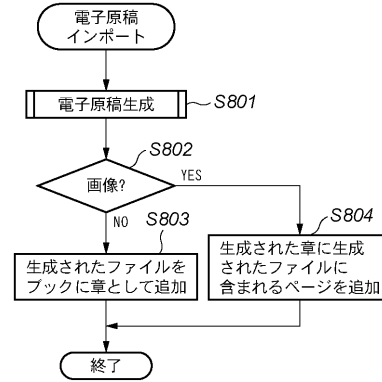 電子原稿
インポート
電子原稿生成
S801
S802
画像?
YES
NO
S803
S804
生成されたファイルを
ブックに章として追加
生成された章に生成
されたファイルに
含まれるページを追加
終了